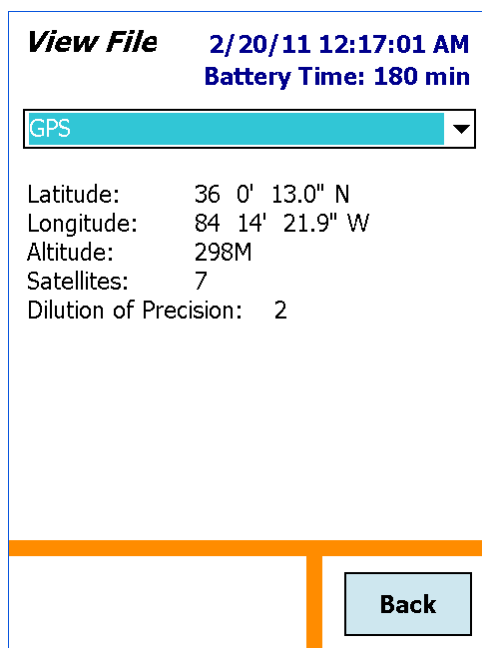 View File
2/20/11 12:17:01 AM
Battery Time: 180 min
GPS
Latitude: 36 0' 13.0" N
Longitude: 84 14' 21.9" W
Altitude: 298M
Satellites: 7
Dilution of Precision: 2
Back